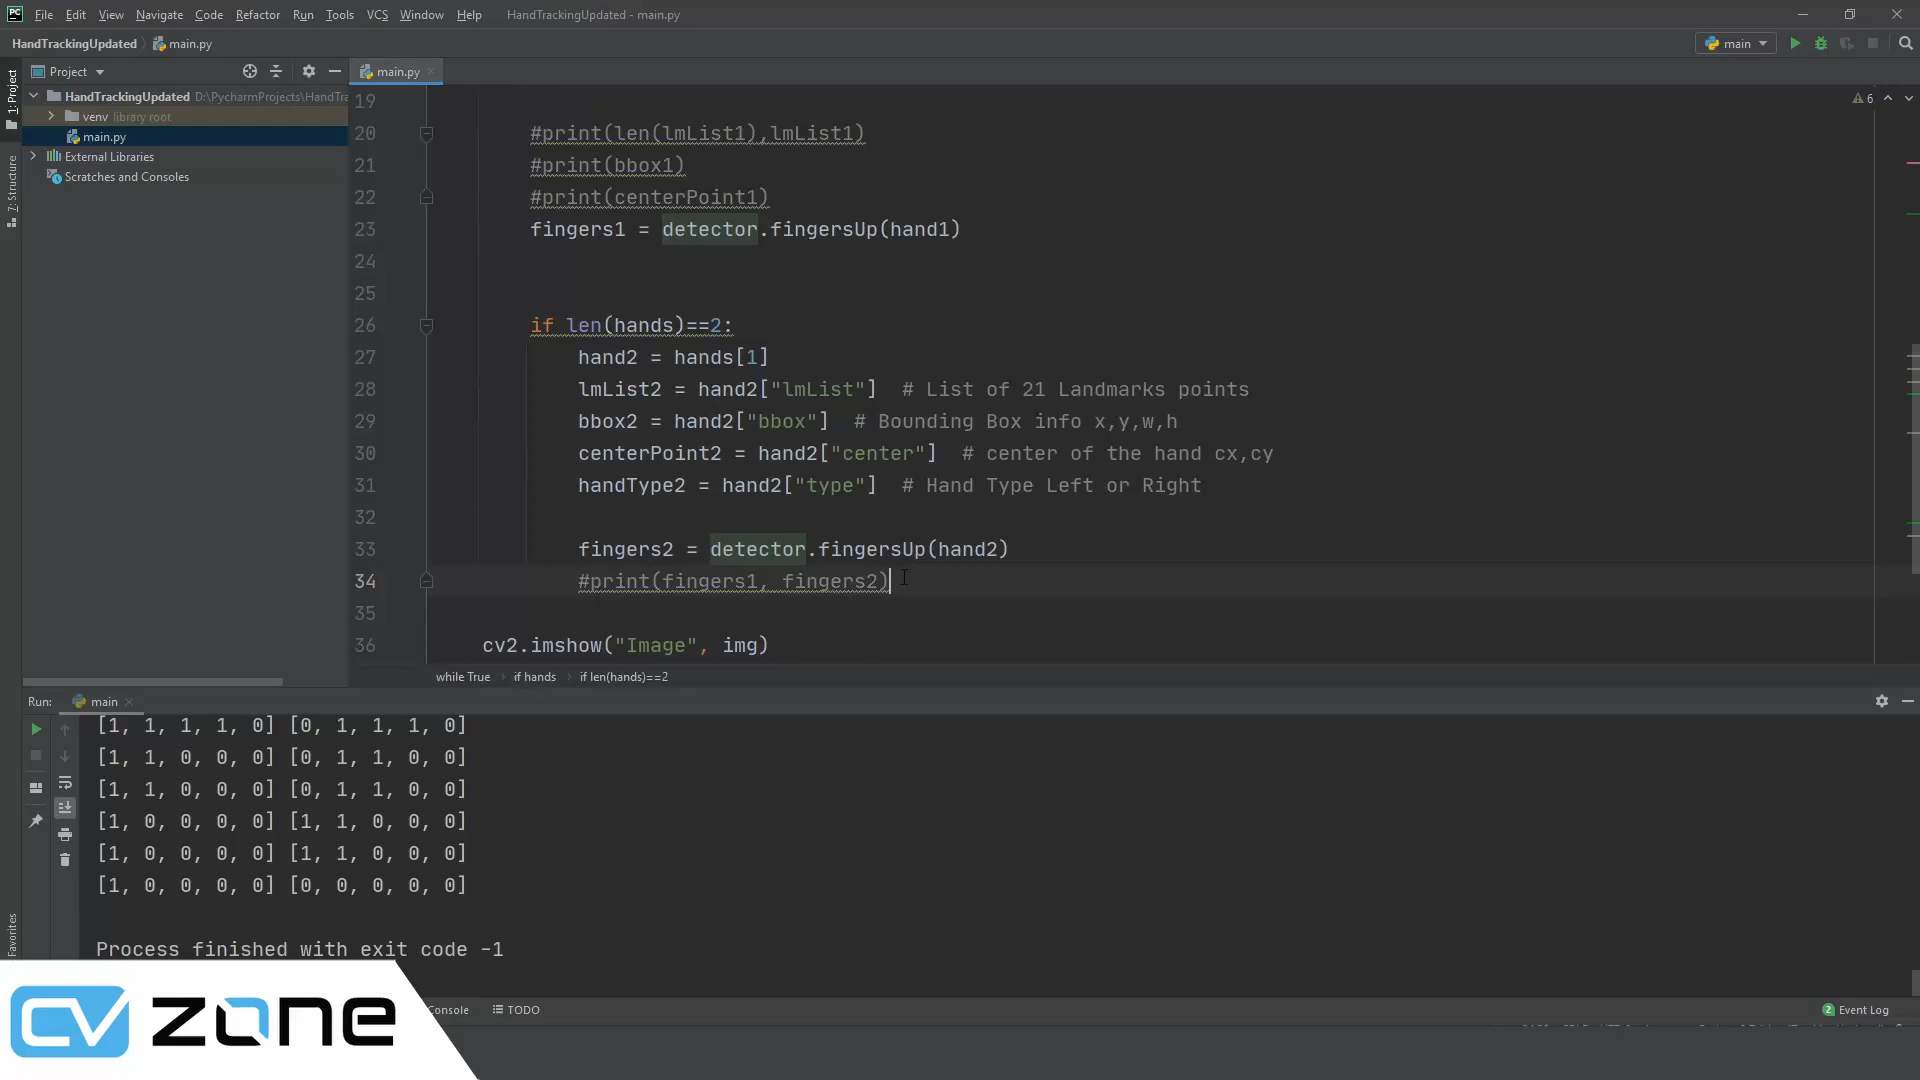 PC File Edit View Navigate Code Refactor Run Tools VCS Window Help HandTrackingUpdated - main.py
HandTrackingUpdated main.py main
1: Project
Project main.py
HandTrackingUpdated D:\PycharmProjects\HandTra
venv library root
main.py
External Libraries
Scratches and Consoles
7: Structure
6
19
20 #print(len(lmList1),lmList1)
21 #print(bbox1)
22 #print(centerPoint1)
23 fingers1 = detector.fingersUp(hand1)
24
25
26 if len(hands)==2:
27 hand2 = hands[1]
28 lmList2 = hand2["lmList"] # List of 21 Landmarks points
29 bbox2 = hand2["bbox"] # Bounding Box info x,y,w,h
30 centerPoint2 = hand2["center"] # center of the hand cx,cy
31 handType2 = hand2["type"] # Hand Type Left or Right
32
33 fingers2 = detector.fingersUp(hand2)
34 #print(fingers1, fingers2)
35
36 cv2.imshow("Image", img)
while True if hands if len(hands)==2
Run: main
[1, 1, 1, 1, 0] [0, 1, 1, 1, 0]
[1, 1, 0, 0, 0] [0, 1, 1, 0, 0]
[1, 1, 0, 0, 0] [0, 1, 1, 0, 0]
[1, 0, 0, 0, 0] [1, 1, 0, 0, 0]
[1, 0, 0, 0, 0] [1, 1, 0, 0, 0]
[1, 0, 0, 0, 0] [0, 0, 0, 0, 0]
Process finished with exit code -1
Favorites
Console TODO 2 Event Log
CV ZONE